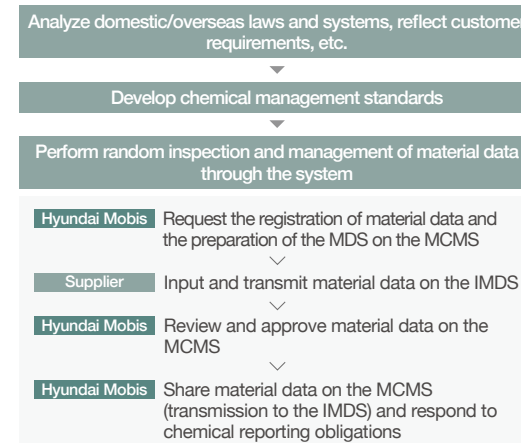 Analyze domestic/overseas laws and systems, reflect customer
requirements, etc.
Develop chemical management standards
Perform random inspection and management of material data
through the system
Hyundai Mobis Request the registration of material data and
the preparation of the MDS on the MCMS
Supplier Input and transmit material data on the IMDS
Hyundai Mobis Review and approve material data on the
MCMS
Hyundai Mobis Share material data on the MCMS
(transmission to the IMDS) and respond to
chemical reporting obligations